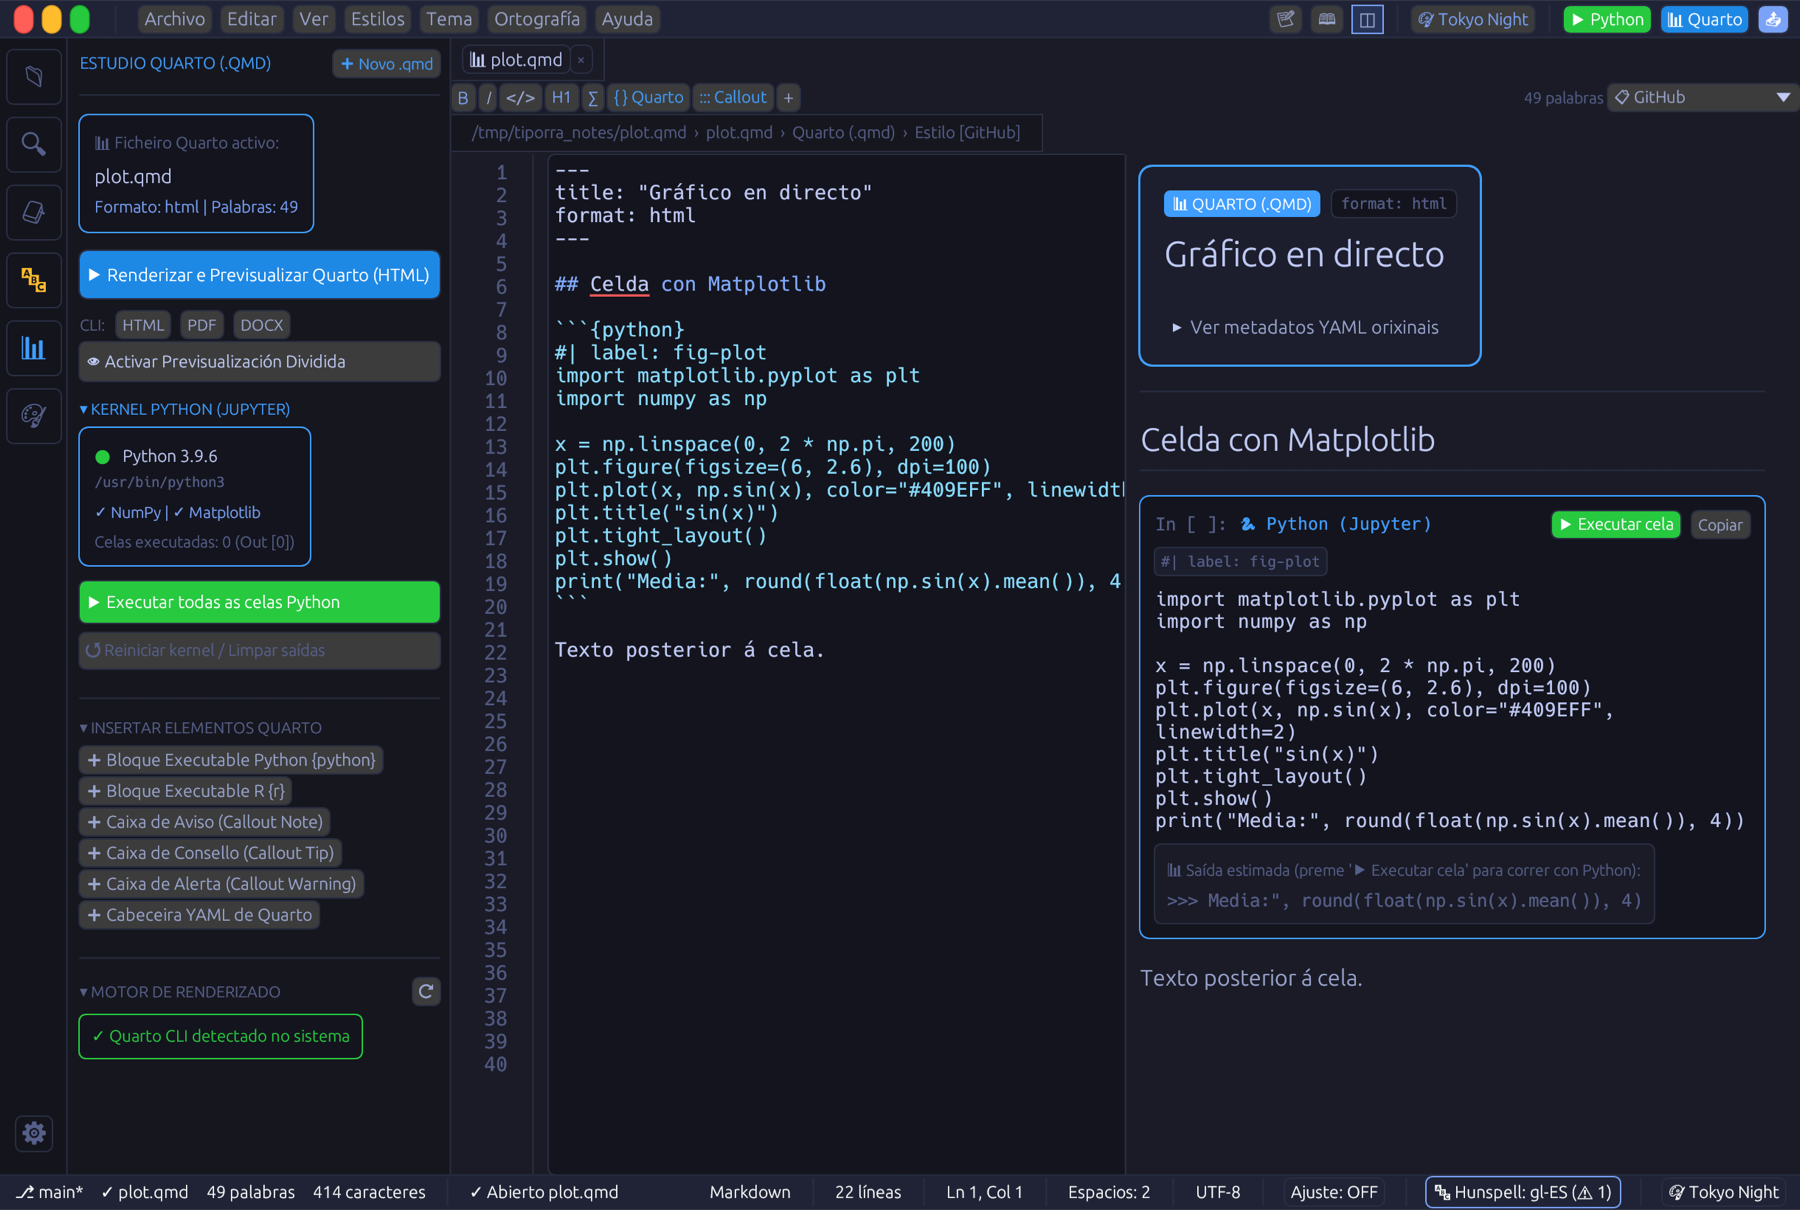 Archivo Editar Ver Estilos Tema Ortografía Ayuda Tokyo Night Python Quarto
ESTUDIO QUARTO (.QMD) + Novo .qmd
Ficheiro Quarto activo:
plot.qmd
Formato: html | Palabras: 49
▶ Renderizar e Previsualizar Quarto (HTML)
CLI: HTML PDF DOCX
Activar Previsualización Dividida
▾ KERNEL PYTHON (JUPYTER)
Python 3.9.6
/usr/bin/python3
✓ NumPy | ✓ Matplotlib
Celas executadas: 0 (Out [0])
▶ Executar todas as celas Python
Reiniciar kernel / Limpar saídas
▾ INSERTAR ELEMENTOS QUARTO
+ Bloque Executable Python {python}
+ Bloque Executable R {r}
+ Caixa de Aviso (Callout Note)
+ Caixa de Consello (Callout Tip)
+ Caixa de Alerta (Callout Warning)
+ Cabeceira YAML de Quarto
▾ MOTOR DE RENDERIZADO
✓ Quarto CLI detectado no sistema
plot.qmd ×
B I </> H1 ∑ {} Quarto ::: Callout + 49 palabras GitHub
/tmp/tiporra_notes/plot.qmd › plot.qmd › Quarto (.qmd) › Estilo [GitHub]
1 ---
2 title: "Gráfico en directo"
3 format: html
4 ---
5
6 ## Celda con Matplotlib
7
8 ```{python}
9 #| label: fig-plot
10 import matplotlib.pyplot as plt
11 import numpy as np
12
13 x = np.linspace(0, 2 * np.pi, 200)
14 plt.figure(figsize=(6, 2.6), dpi=100)
15 plt.plot(x, np.sin(x), color="#409EFF", linewidt
16 plt.title("sin(x)")
17 plt.tight_layout()
18 plt.show()
19 print("Media:", round(float(np.sin(x).mean()), 4
20 ```
21
22 Texto posterior á cela.
23
24
25
26
27
28
29
30
31
32
33
34
35
36
37
38
39
40
QUARTO (.QMD) format: html
Gráfico en directo
▸ Ver metadatos YAML orixinais
Celda con Matplotlib
In [ ]: Python (Jupyter) ▶ Executar cela Copiar
#| label: fig-plot
import matplotlib.pyplot as plt
import numpy as np
x = np.linspace(0, 2 * np.pi, 200)
plt.figure(figsize=(6, 2.6), dpi=100)
plt.plot(x, np.sin(x), color="#409EFF",
linewidth=2)
plt.title("sin(x)")
plt.tight_layout()
plt.show()
print("Media:", round(float(np.sin(x).mean()), 4))
Saída estimada (preme '▶ Executar cela' para correr con Python):
>>> Media:", round(float(np.sin(x).mean()), 4)
Texto posterior á cela.
main* ✓ plot.qmd 49 palabras 414 caracteres ✓ Abierto plot.qmd Markdown 22 líneas Ln 1, Col 1 Espacios: 2 UTF-8 Ajuste: OFF Hunspell: gl-ES (⚠ 1) Tokyo Night